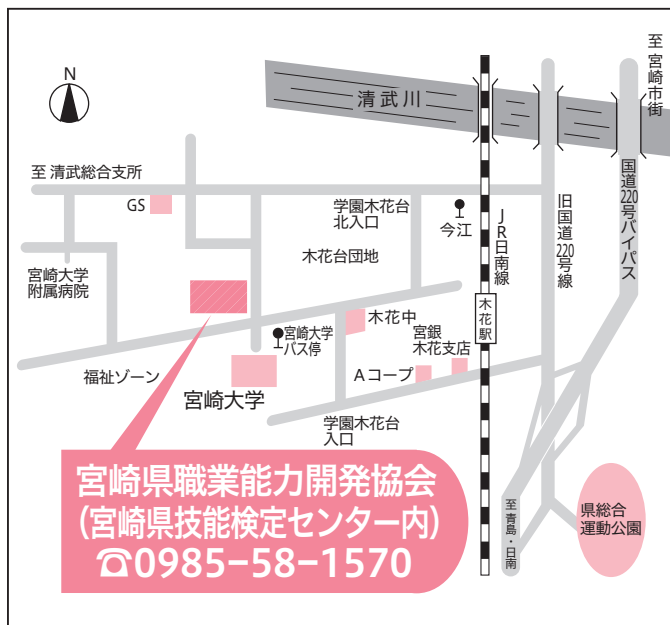 至 宮崎市街
N
清武川
至 清武総合支所
GS
学園木花台
北入口
今江
JR日南線
旧国道220号線
国道220号バイパス
宮崎大学
附属病院
木花台団地
木花駅
宮崎大学
バス停
木花中
宮銀
木花支店
Aコープ
福祉ゾーン
宮崎大学
学園木花台
入口
宮崎県職業能力開発協会
(宮崎県技能検定センター内)
☎0985-58-1570
至 青島・日南
県総合
運動公園